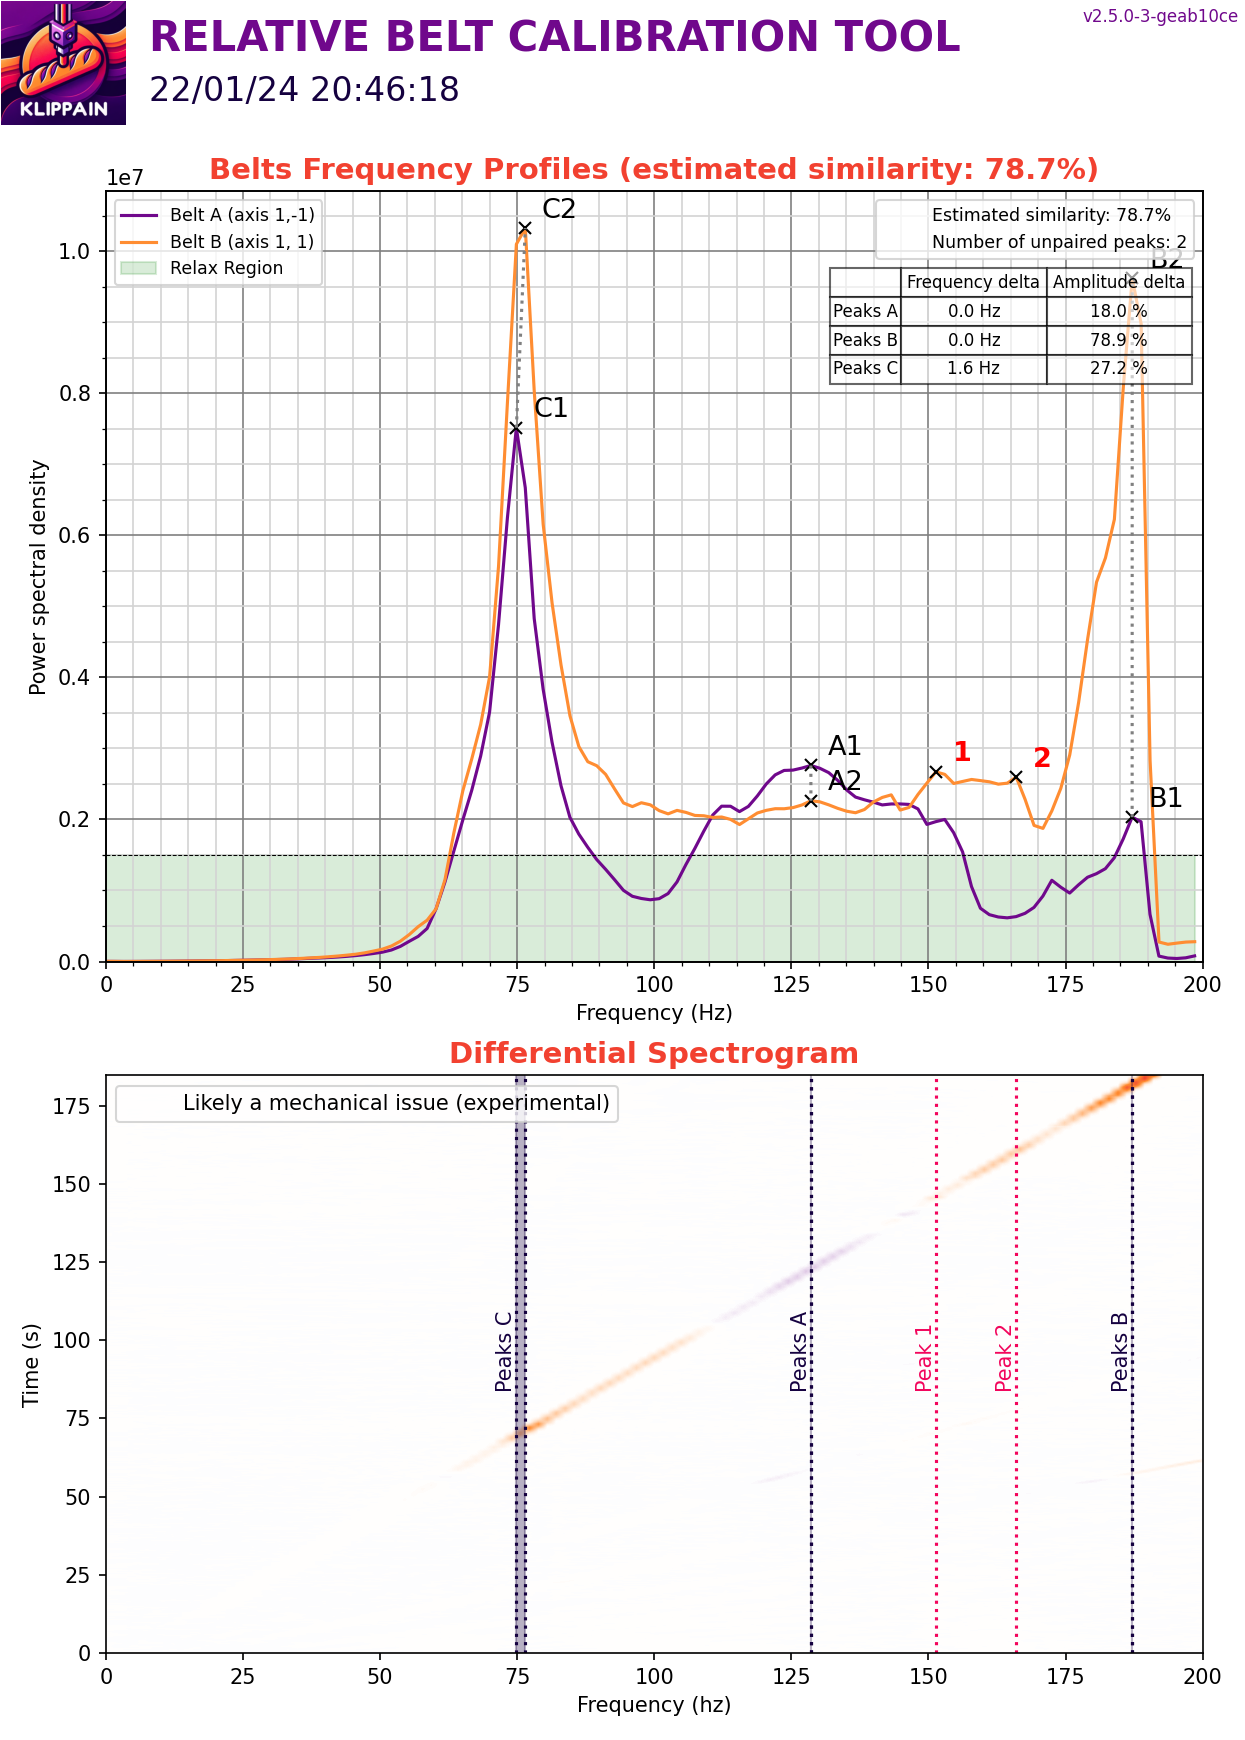 v2.5.0-3-geab10ce
RELATIVE BELT CALIBRATION TOOL
22/01/24 20:46:18
KLIPPAIN
Belts Frequency Profiles (estimated similarity: 78.7%)
1e7
Belt A (axis 1,-1)
Belt B (axis 1, 1)
Relax Region
Estimated similarity: 78.7%
Number of unpaired peaks: 2
Frequency delta Amplitude delta
Peaks A 0.0 Hz 18.0 %
Peaks B 0.0 Hz 78.9 %
Peaks C 1.6 Hz 27.2 %
C2
B2
C1
A1
A2
1
2
B1
Power spectral density
1.0
0.8
0.6
0.4
0.2
0.0
0 25 50 75 100 125 150 175 200
Frequency (Hz)
Differential Spectrogram
Likely a mechanical issue (experimental)
Peaks C
Peaks A
Peak 1
Peak 2
Peaks B
Time (s)
175
150
125
100
75
50
25
0
0 25 50 75 100 125 150 175 200
Frequency (hz)